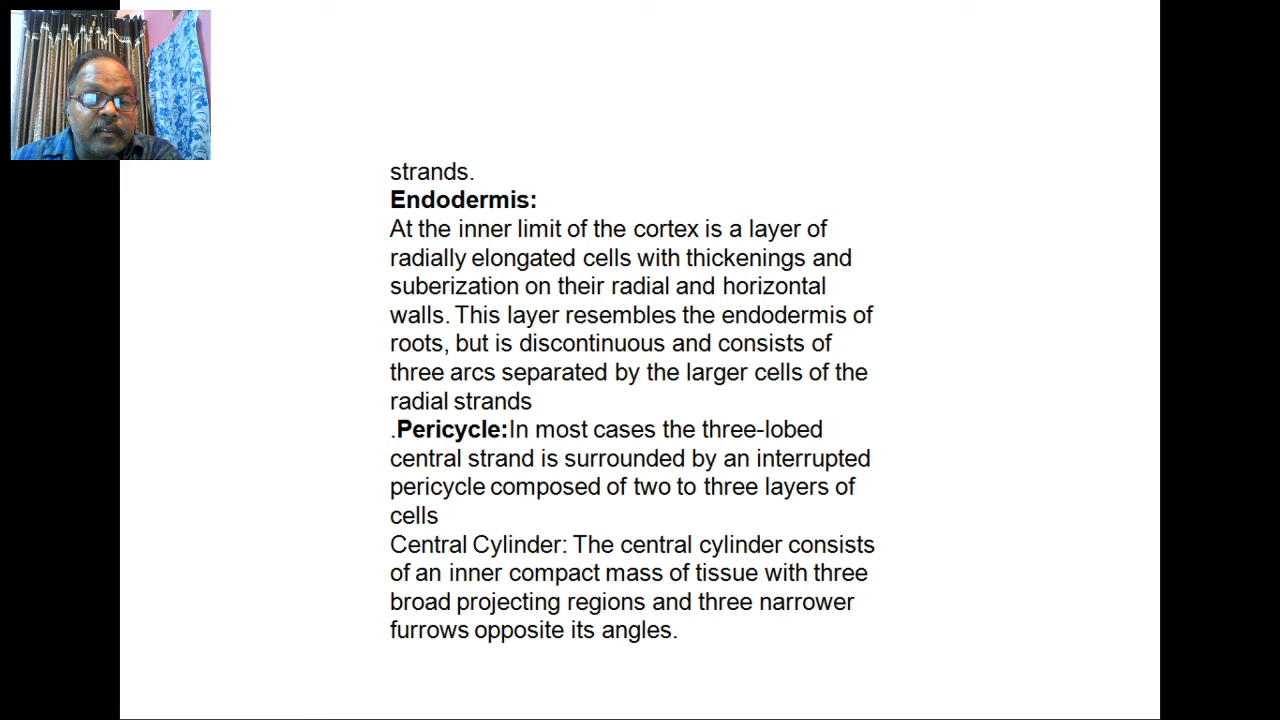 strands.
Endodermis:
At the inner limit of the cortex is a layer of
radially elongated cells with thickenings and
suberization on their radial and horizontal
walls. This layer resembles the endodermis of
roots, but is discontinuous and consists of
three arcs separated by the larger cells of the
radial strands
.Pericycle:In most cases the three-lobed
central strand is surrounded by an interrupted
pericycle composed of two to three layers of
cells
Central Cylinder: The central cylinder consists
of an inner compact mass of tissue with three
broad projecting regions and three narrower
furrows opposite its angles.